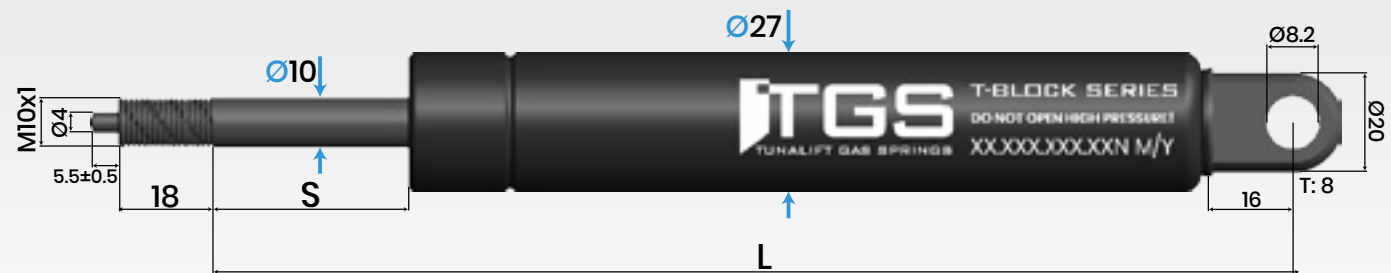 Ø27
Ø8.2
Ø10
M10x1
Ø4
Ø20
TGS
TUNALIFT GAS SPRINGS
T-BLOCK SERIES
DO NOT OPEN HIGH PRESSURE!
XX.XXX.XXX.XXN M/Y
5.5±0.5
18
S
16
T: 8
L